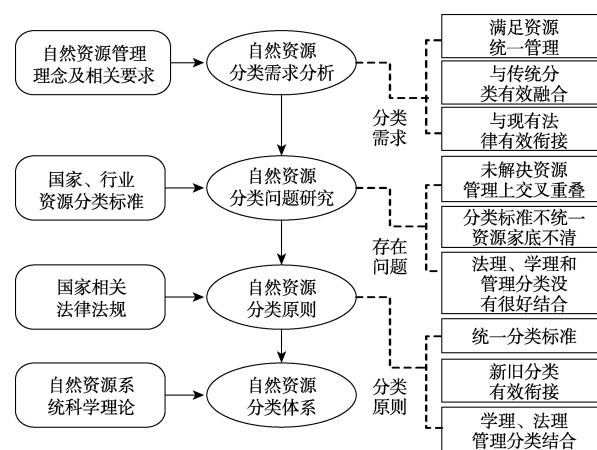 自然资源管理
理念及相关要求
自然资源
分类需求分析
分类
需求
满足资源
统一管理
与传统分
类有效融合
与现有法
律有效衔接
国家、行业
资源分类标准
自然资源
分类问题研究
存在
问题
未解决资源
管理上交叉重叠
分类标准不统一
资源家底不清
法理、学理和
管理分类没
有很好结合
国家相关
法律法规
自然资源
分类原则
分类
原则
统一分类标准
新旧分类
有效衔接
学理、法理
管理分类结合
自然资源系
统科学理论
自然资源
分类体系